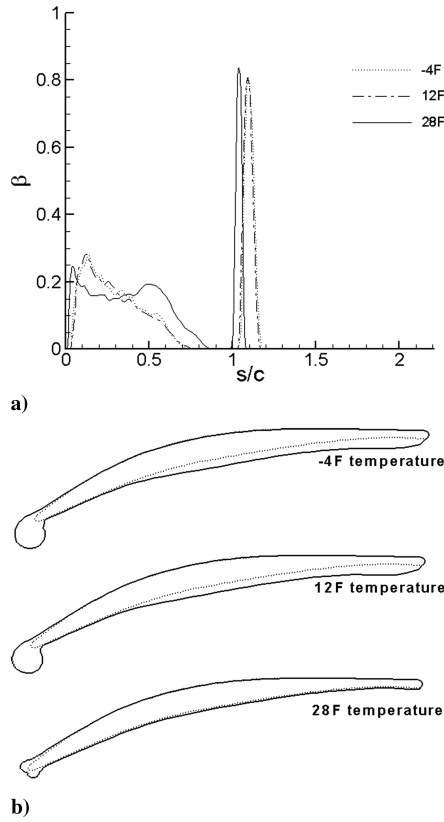 1
0.8
0.6
0.4
0.2
0
β
-4F
12F
28F
0
0.5
1
1.5
2
s/c
a)
-4F temperature
12F temperature
28F temperature
b)